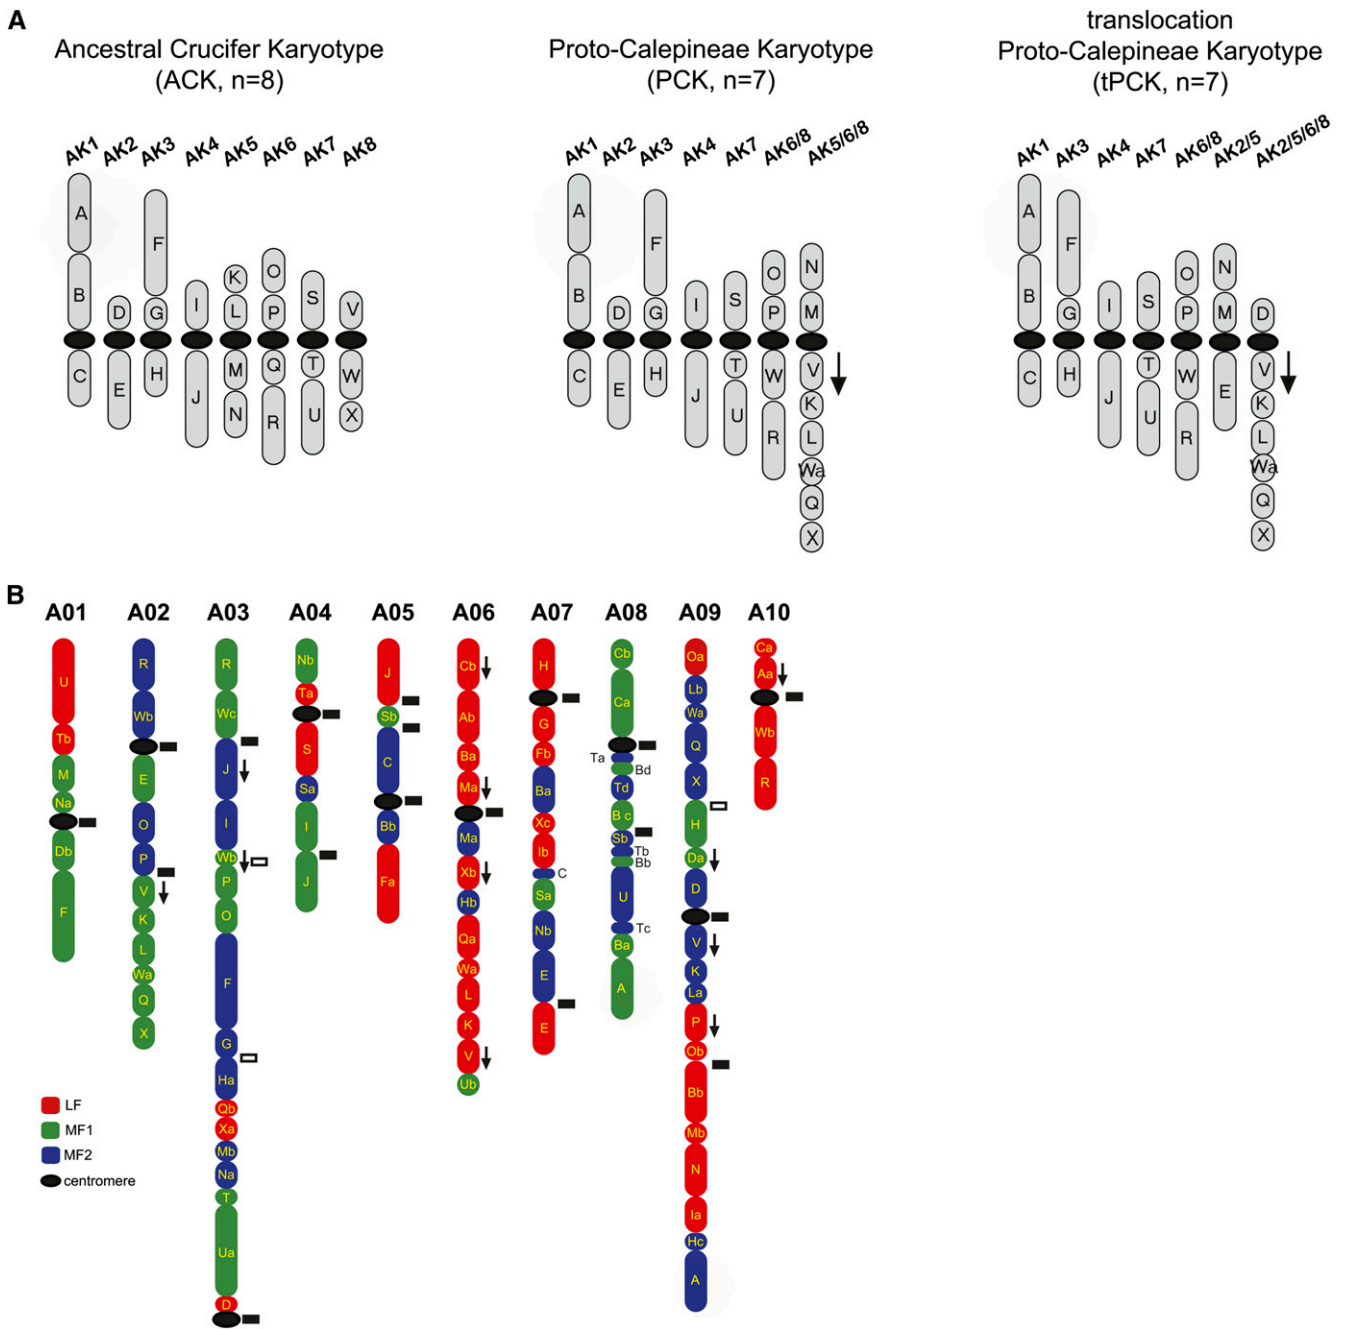 A
Ancestral Crucifer Karyotype
(ACK, n=8)
Proto-Calepineae Karyotype
(PCK, n=7)
translocation
Proto-Calepineae Karyotype
(tPCK, n=7)
AK1 AK2 AK3 AK4 AK5 AK6 AK7 AK8
A B C
D E
F G H
I J
K L M N
O P Q R
S T U
V W X
AK1 AK2 AK3 AK4 AK7 AK6/8 AK5/6/8
A B C
D E
F G H
I J
S T U
O P W R
N M V K L Wa Q X
AK1 AK3 AK4 AK7 AK6/8 AK2/5 AK2/5/6/8
A B C
F G H
I J
S T U
O P W R
N M E
D V K L Wa Q X
B
A01 A02 A03 A04 A05 A06 A07 A08 A09 A10
U Tb M Na Db F
R Wb E O P V K L Wa Q X
R Wc J I Wb P O F G Ha Qb Xa Mb Na T Ua D
Nb Ta S Sa I J
J Sb C Bb Fa
Cb Ab Ba Ma Ma Xb Hb Qa Wa L K V Ub
H G Fb Ba Xc Ib C Sa Nb E E
Cb Ca Ta Bd Td Bc Sb Tb Bb U Tc Ba A
Oa Lb Wa Q X H Da D V K La P Ob Bb Mb N Ia Hc A
Ca Aa Wb R
LF
MF1
MF2
centromere